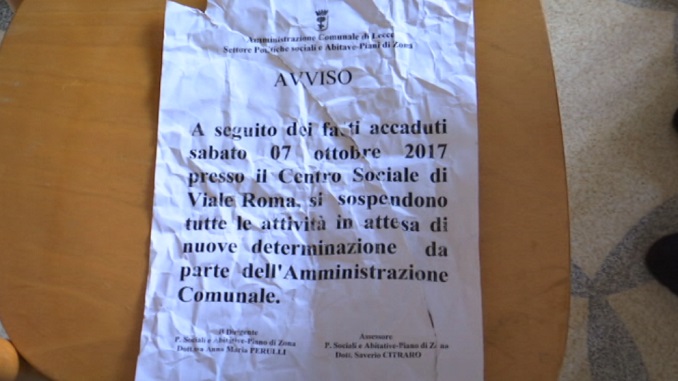 Amministrazione Comunale di Lecce
Settore Politiche sociali e Abitave-Piani di Zona
AVVISO
A seguito dei fatti accaduti
sabato 07 ottobre 2017
presso il Centro Sociale di
Viale Roma, si sospendono
tutte le attività in attesa di
nuove determinazione da
parte dell'Amministrazione
Comunale.
Il Dirigente
P. Sociali e Abitative-Piano di Zona
Dott.ssa Anna Maria PERULLI
Assessore
P. Sociali e Abitative-Piano di Zona
Dott. Saverio CITRARO